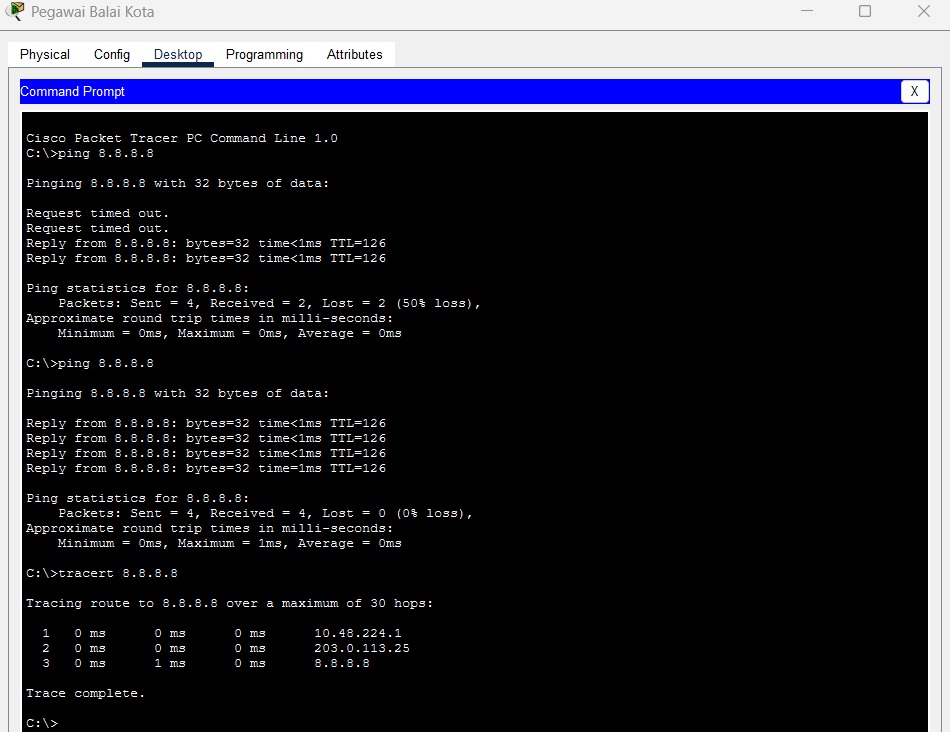 Pegawai Balai Kota
Physical Config Desktop Programming Attributes
Command Prompt X
Cisco Packet Tracer PC Command Line 1.0
C:\>ping 8.8.8.8
Pinging 8.8.8.8 with 32 bytes of data:
Request timed out.
Request timed out.
Reply from 8.8.8.8: bytes=32 time<1ms TTL=126
Reply from 8.8.8.8: bytes=32 time<1ms TTL=126
Ping statistics for 8.8.8.8:
Packets: Sent = 4, Received = 2, Lost = 2 (50% loss),
Approximate round trip times in milli-seconds:
Minimum = 0ms, Maximum = 0ms, Average = 0ms
C:\>ping 8.8.8.8
Pinging 8.8.8.8 with 32 bytes of data:
Reply from 8.8.8.8: bytes=32 time<1ms TTL=126
Reply from 8.8.8.8: bytes=32 time<1ms TTL=126
Reply from 8.8.8.8: bytes=32 time<1ms TTL=126
Reply from 8.8.8.8: bytes=32 time=1ms TTL=126
Ping statistics for 8.8.8.8:
Packets: Sent = 4, Received = 4, Lost = 0 (0% loss),
Approximate round trip times in milli-seconds:
Minimum = 0ms, Maximum = 1ms, Average = 0ms
C:\>tracert 8.8.8.8
Tracing route to 8.8.8.8 over a maximum of 30 hops:
1 0 ms 0 ms 0 ms 10.48.224.1
2 0 ms 0 ms 0 ms 203.0.113.25
3 0 ms 1 ms 0 ms 8.8.8.8
Trace complete.
C:\>